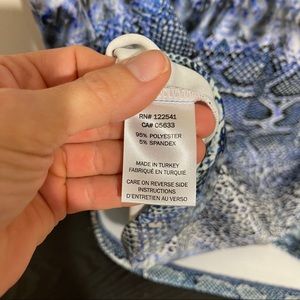 RN# 122541
CA# 05633
95% POLYESTER
5% SPANDEX
MADE IN TURKEY
FABRIQUÉ EN TURQUIE
CARE ON REVERSE SIDE
INSTRUCTIONS
D'ENTRETIEN AU VERSO